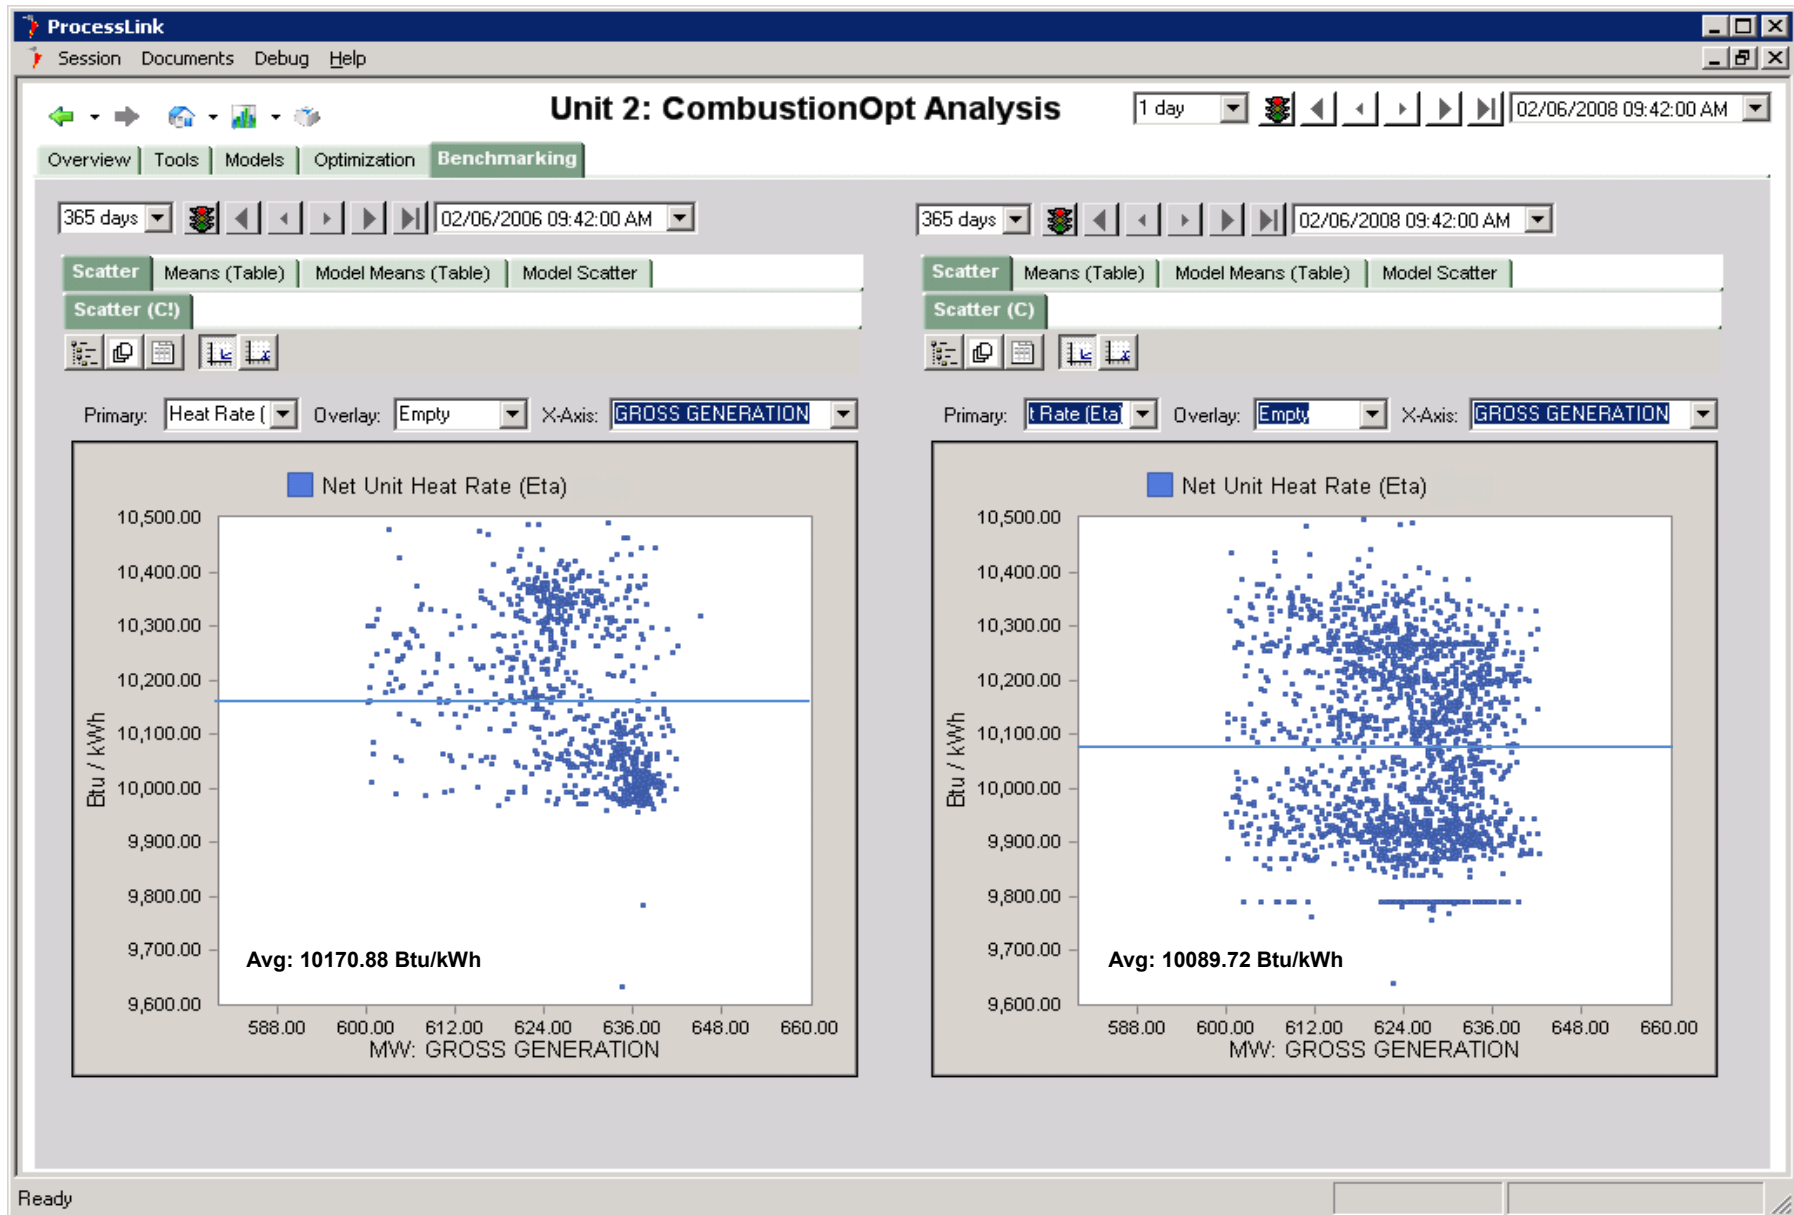 ProcessLink
Session Documents Debug Help
Unit 2: CombustionOpt Analysis
1 day
02/06/2008 09:42:00 AM
Overview Tools Models Optimization Benchmarking
365 days
02/06/2006 09:42:00 AM
Scatter Means (Table) Model Means (Table) Model Scatter
Scatter (C!)
Primary: Heat Rate ( Overlay: Empty X-Axis: GROSS GENERATION
Net Unit Heat Rate (Eta)
10,500.00
10,400.00
10,300.00
10,200.00
10,100.00
10,000.00
9,900.00
9,800.00
9,700.00
9,600.00
Btu / kWh
Avg: 10170.88 Btu/kWh
588.00 600.00 612.00 624.00 636.00 648.00 660.00
MW: GROSS GENERATION
365 days
02/06/2008 09:42:00 AM
Scatter Means (Table) Model Means (Table) Model Scatter
Scatter (C)
Primary: t Rate (Eta) Overlay: Empty X-Axis: GROSS GENERATION
Net Unit Heat Rate (Eta)
10,500.00
10,400.00
10,300.00
10,200.00
10,100.00
10,000.00
9,900.00
9,800.00
9,700.00
9,600.00
Btu / kWh
Avg: 10089.72 Btu/kWh
588.00 600.00 612.00 624.00 636.00 648.00 660.00
MW: GROSS GENERATION
Ready